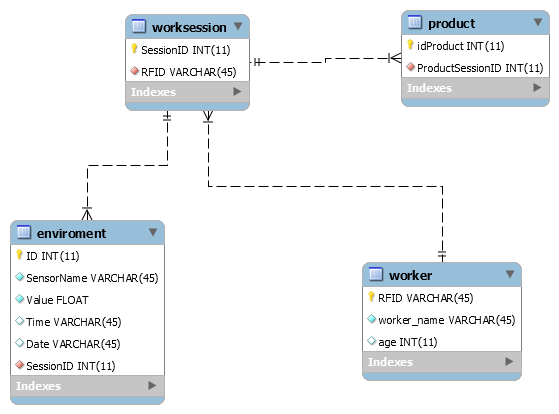 worksession
SessionID INT(11)
RFID VARCHAR(45)
Indexes
product
idProduct INT(11)
ProductSessionID INT(11)
Indexes
enviroment
ID INT(11)
SensorName VARCHAR(45)
Value FLOAT
Time VARCHAR(45)
Date VARCHAR(45)
SessionID INT(11)
Indexes
worker
RFID VARCHAR(45)
worker_name VARCHAR(45)
age INT(11)
Indexes